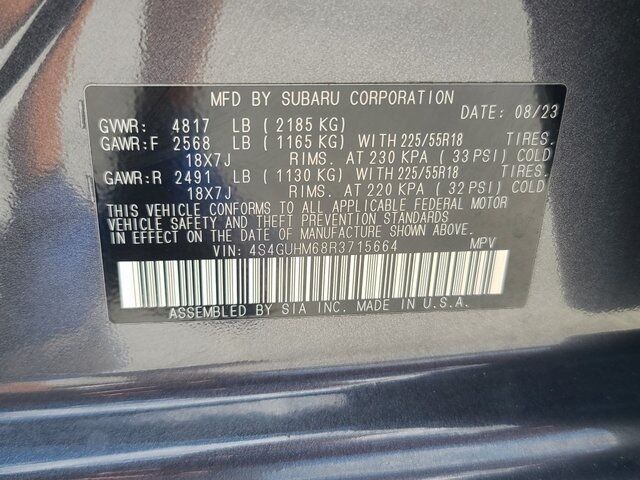 MFD BY SUBARU CORPORATION
DATE: 08/23
GVWR: 4817 LB ( 2185 KG)
GAWR:F 2568 LB ( 1165 KG) WITH 225/55R18 TIRES.
18X7J RIMS. AT 230 KPA ( 33 PSI) COLD
GAWR:R 2491 LB ( 1130 KG) WITH 225/55R18 TIRES.
18X7J RIMS. AT 220 KPA ( 32 PSI) COLD
THIS VEHICLE CONFORMS TO ALL APPLICABLE FEDERAL MOTOR
VEHICLE SAFETY AND THEFT PREVENTION STANDARDS
IN EFFECT ON THE DATE OF MANUFACTURE SHOWN ABOVE.
VIN: 4S4GUHM68R3715664 MPV
ASSEMBLED BY SIA INC. MADE IN U.S.A.